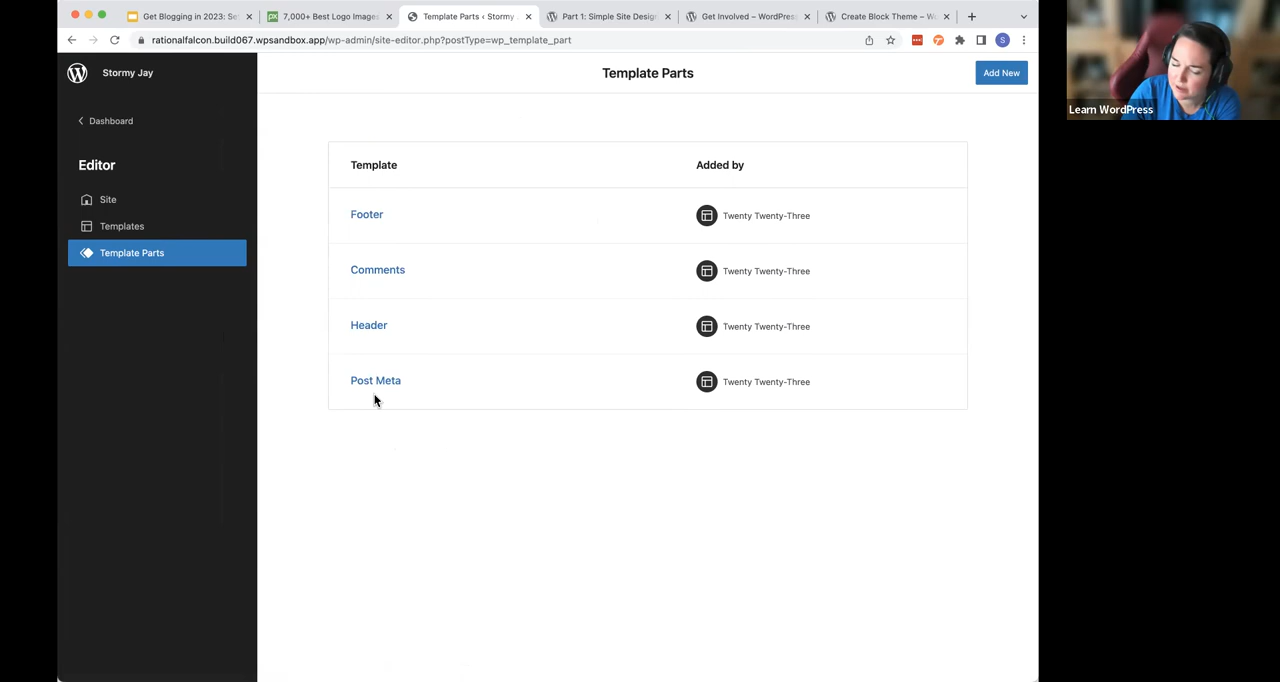 Get Blogging in 2023: Se
7,000+ Best Logo Images
Template Parts ‹ Stormy
Part 1: Simple Site Desig
Get Involved – WordPres
Create Block Theme – W
rationalfalcon.build067.wpsandbox.app/wp-admin/site-editor.php?postType=wp_template_part
S
Stormy Jay
Template Parts
Add New
Learn WordPress
Dashboard
Editor
Site
Templates
Template Parts
Template Added by
Footer Twenty Twenty-Three
Comments Twenty Twenty-Three
Header Twenty Twenty-Three
Post Meta Twenty Twenty-Three